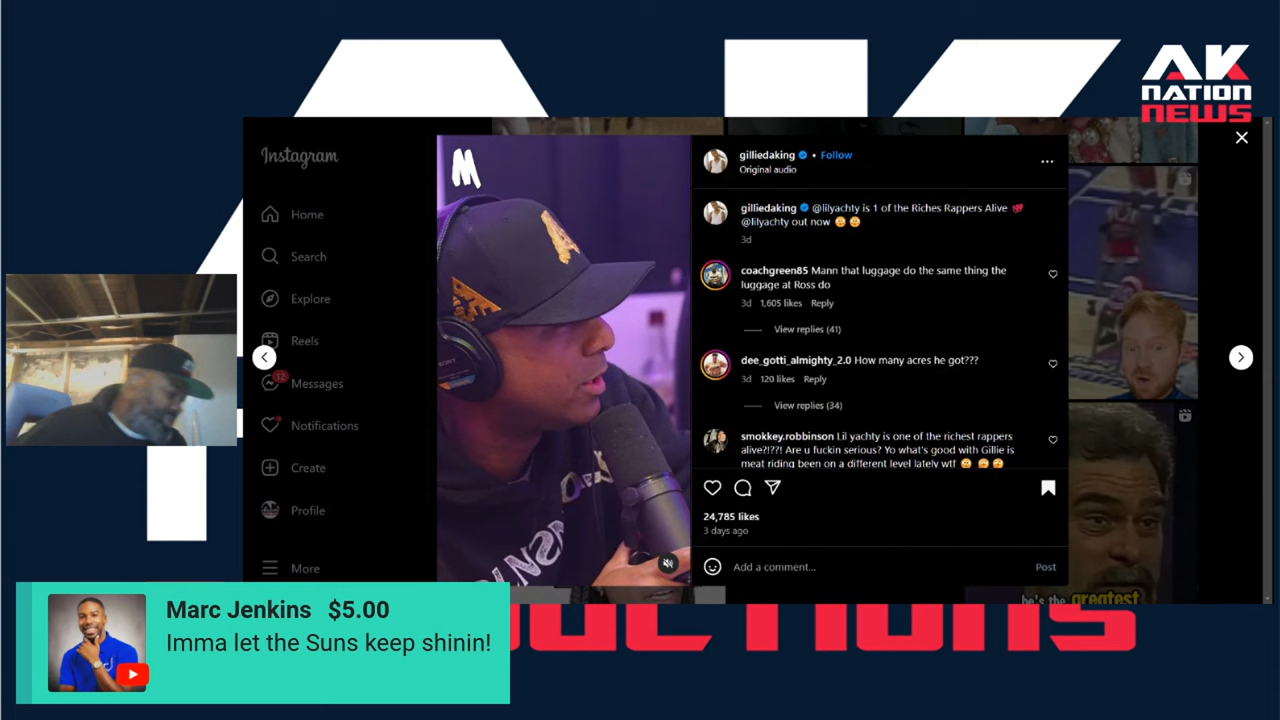 AK
NATION
NEWS
Instagram
Home
Search
Explore
Reels
12
Messages
Notifications
Create
Profile
More
M
gilliedaking • Follow
Original audio
gilliedaking @lilyachty is 1 of the Riches Rappers Alive 💯
@lilyachty out now
3d
coachgreen85 Mann that luggage do the same thing the
luggage at Ross do
3d 1,605 likes Reply
View replies (41)
dee_gotti_almighty_2.0 How many acres he got???
3d 120 likes Reply
View replies (34)
smokkey.robbinson Lil yachty is one of the richest rappers
alive?!??! Are u fuckin serious? Yo what's good with Gillie is
meat riding been on a different level lately wtf
24,785 likes
3 days ago
Add a comment... Post
he's the greatest
Marc Jenkins $5.00
Imma let the Suns keep shinin!